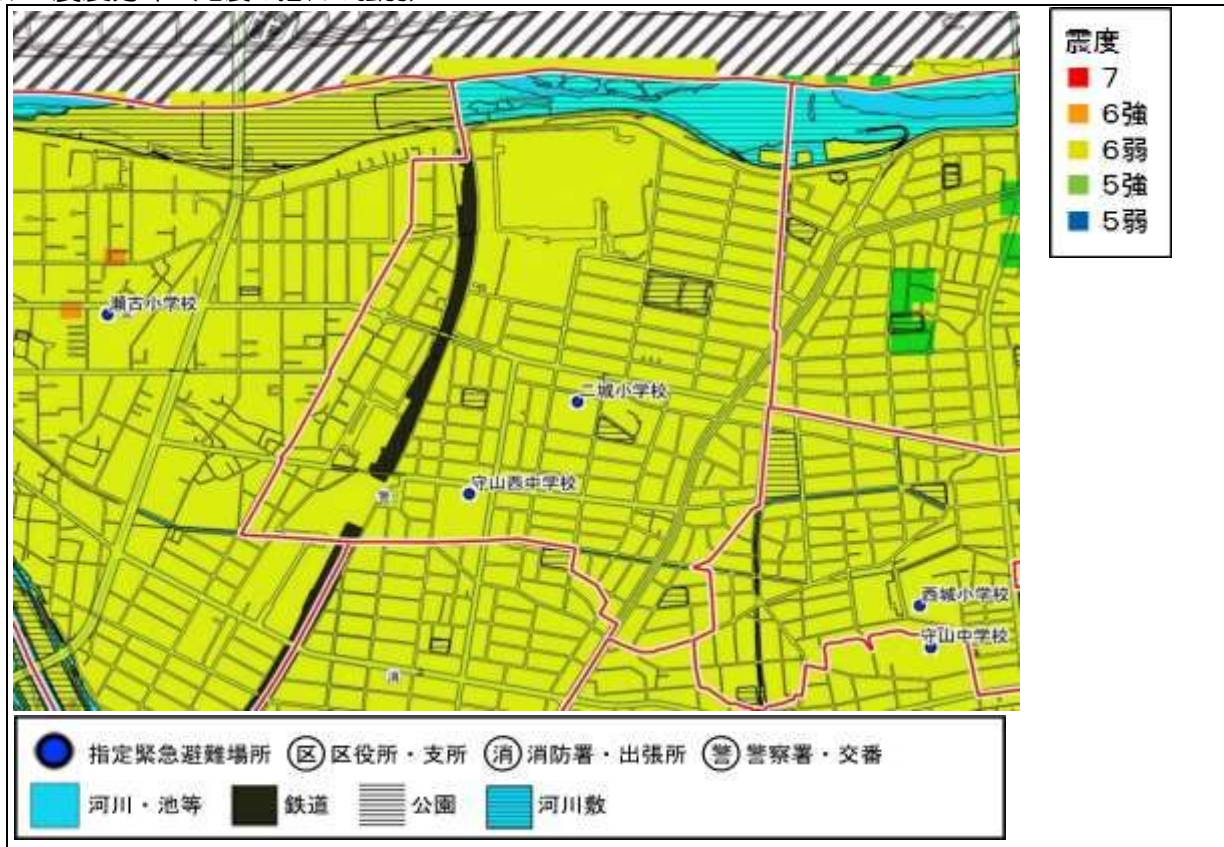 震度
7
6強
6弱
5強
5弱
瀬古小学校
二城小学校
守山西中学校
警
西城小学校
守山中学校
消
指定緊急避難場所 区 区役所・支所 消 消防署・出張所 警 警察署・交番
河川・池等 鉄道 公園 河川敷